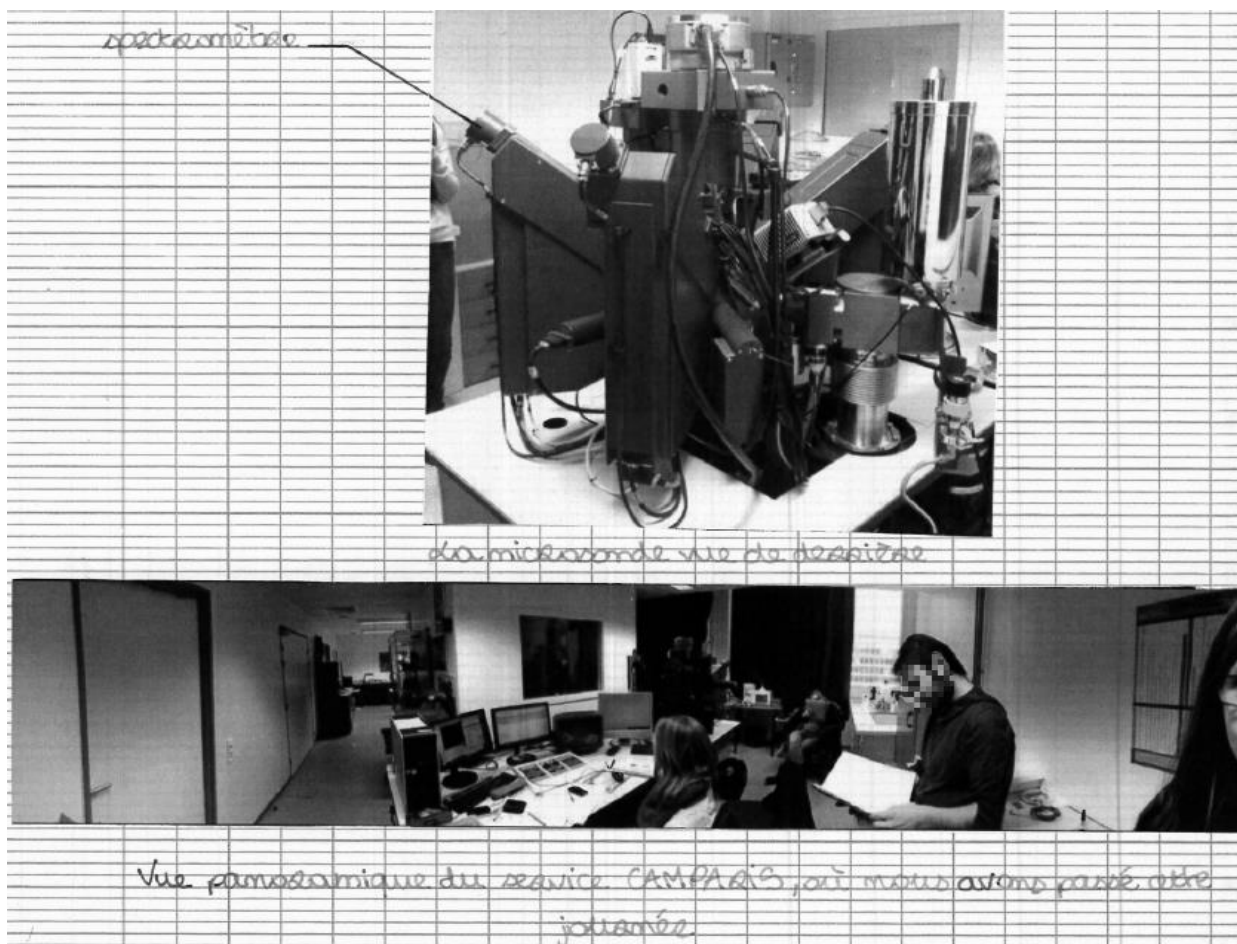 spectromètre
La microsonde vue de derrière
Vue panoramique du service CAMPARIS, où nous avons passé cette
journée